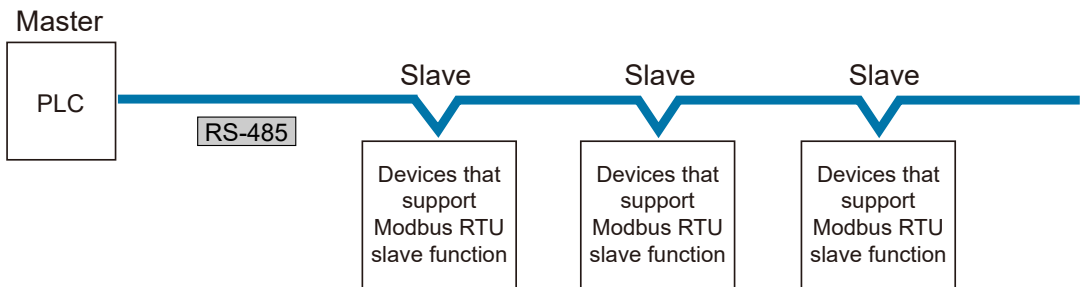 Master
PLC
RS-485
Slave
Devices that
support
Modbus RTU
slave function
Slave
Devices that
support
Modbus RTU
slave function
Slave
Devices that
support
Modbus RTU
slave function